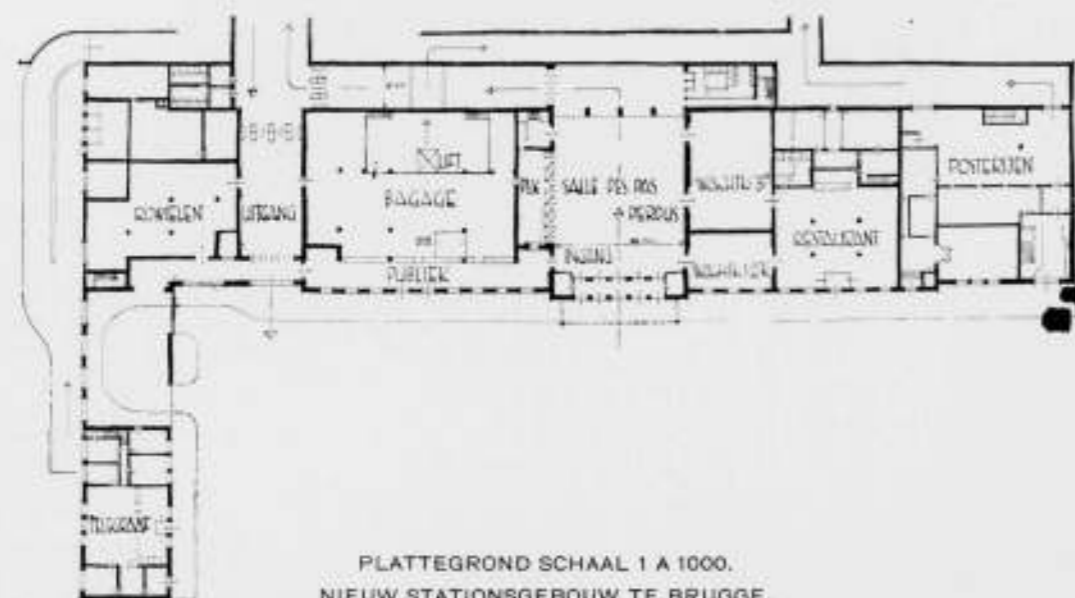 LIFT
BAGAGE
UITGANG
SALLE DES PAS
PERDUS
POSTERIJEN
RESTAURANT
INGANG
PUBLIEK
TELEGRAAF
PLATTEGROND SCHAAL 1 A 1000.
NIEUW STATIONSGEBOUW TE BRUGGE